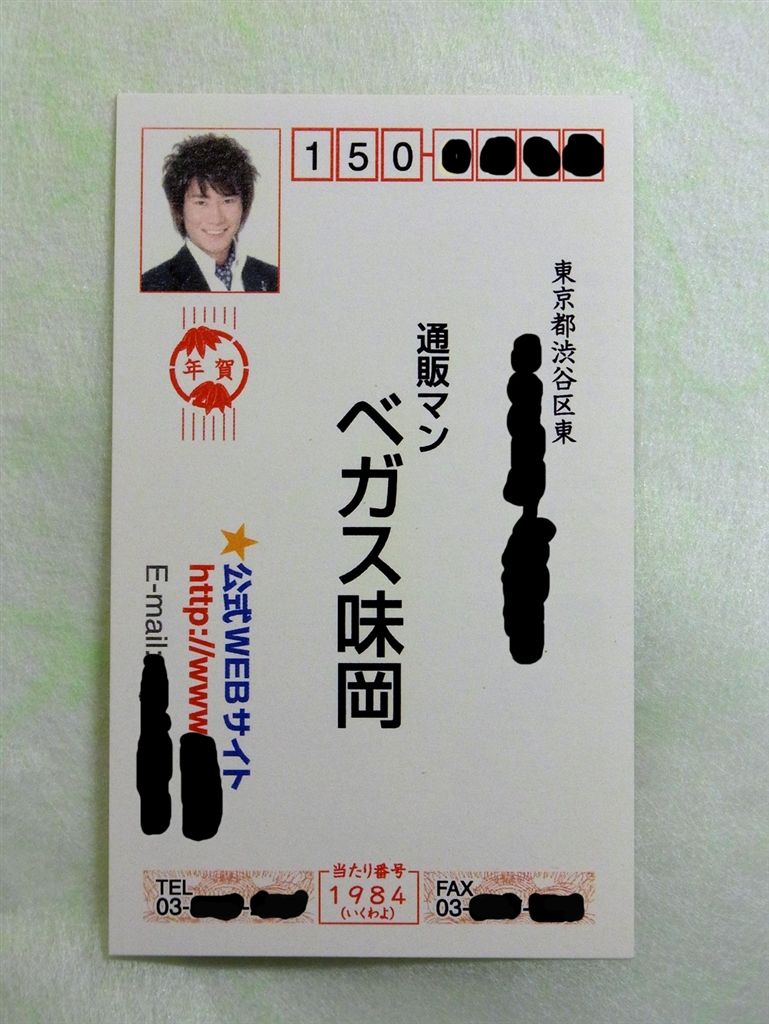 150-
東京都渋谷区東
通販マン
ベガス味岡
年賀
★公式WEBサイト
http://www
E-mail:
TEL
03-
当たり番号
1984
(いくわよ)
FAX
03-